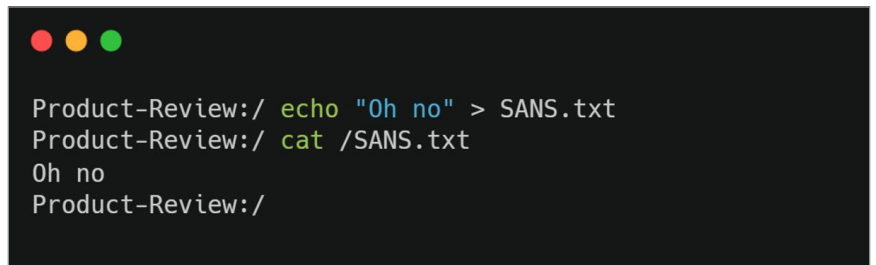 Product-Review:/ echo "Oh no" > SANS.txt
Product-Review:/ cat /SANS.txt
Oh no
Product-Review:/